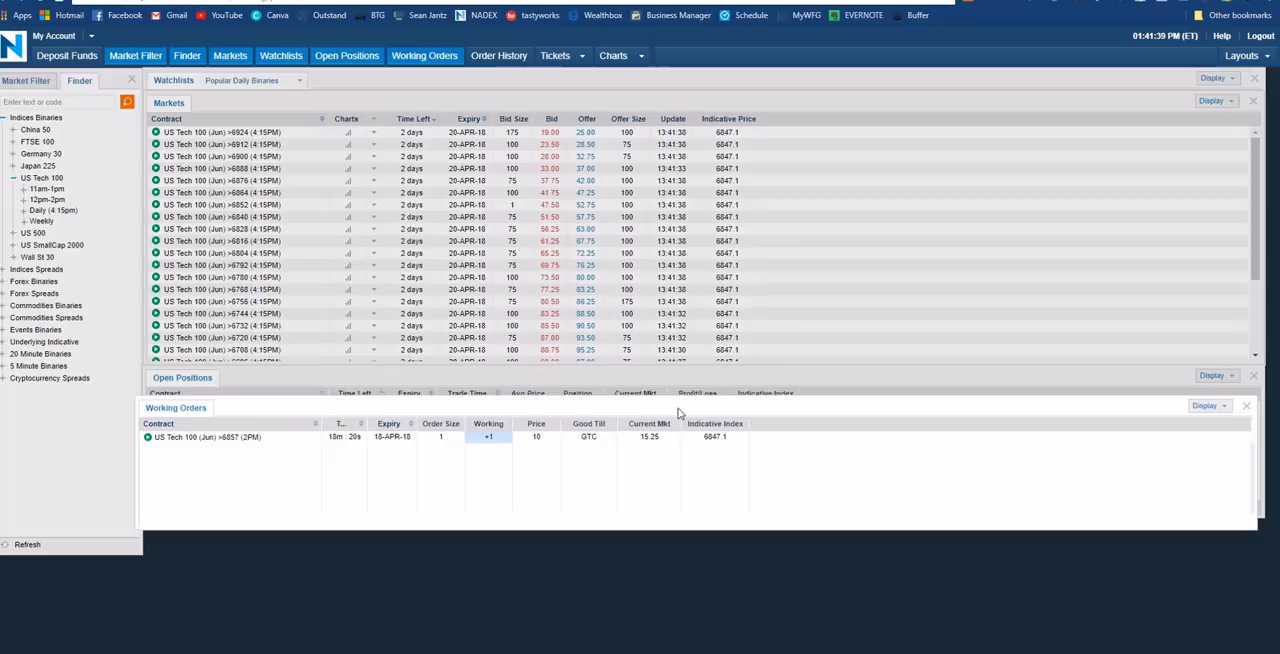 Apps Hotmail Facebook Gmail YouTube Canva Outstand BTG Sean Jantz NADEX tastyworks Wealthbox Business Manager Schedule MyWFG EVERNOTE Buffer Other bookmarks
N My Account 01:41:39 PM (ET) Help Logout
Deposit Funds Market Filter Finder Markets Watchlists Open Positions Working Orders Order History Tickets Charts Layouts
Market Filter Finder
Enter text or code
Indices Binaries
China 50
FTSE 100
Germany 30
Japan 225
US Tech 100
11am-1pm
12pm-2pm
Daily (4:15pm)
Weekly
US 500
US SmallCap 2000
Wall St 30
Indices Spreads
Forex Binaries
Forex Spreads
Commodities Binaries
Commodities Spreads
Events Binaries
Underlying Indicative
20 Minute Binaries
5 Minute Binaries
Cryptocurrency Spreads
Refresh
Watchlists Popular Daily Binaries Display
Markets Display
Contract Charts Time Left Expiry Bid Size Bid Offer Offer Size Update Indicative Price
US Tech 100 (Jun) >6924 (4:15PM) 2 days 20-APR-18 175 19.00 25.00 100 13:41:38 6847.1
US Tech 100 (Jun) >6912 (4:15PM) 2 days 20-APR-18 100 23.50 28.50 75 13:41:38 6847.1
US Tech 100 (Jun) >6900 (4:15PM) 2 days 20-APR-18 100 28.00 32.75 75 13:41:38 6847.1
US Tech 100 (Jun) >6888 (4:15PM) 2 days 20-APR-18 100 33.00 37.00 100 13:41:33 6847.1
US Tech 100 (Jun) >6876 (4:15PM) 2 days 20-APR-18 75 37.75 42.00 100 13:41:38 6847.1
US Tech 100 (Jun) >6864 (4:15PM) 2 days 20-APR-18 100 41.75 47.25 100 13:41:38 6847.1
US Tech 100 (Jun) >6852 (4:15PM) 2 days 20-APR-18 1 47.50 52.75 100 13:41:38 6847.1
US Tech 100 (Jun) >6840 (4:15PM) 2 days 20-APR-18 75 51.50 57.75 100 13:41:38 6847.1
US Tech 100 (Jun) >6828 (4:15PM) 2 days 20-APR-18 75 56.25 63.00 100 13:41:38 6847.1
US Tech 100 (Jun) >6816 (4:15PM) 2 days 20-APR-18 75 61.25 67.75 100 13:41:38 6847.1
US Tech 100 (Jun) >6804 (4:15PM) 2 days 20-APR-18 100 65.25 72.25 100 13:41:38 6847.1
US Tech 100 (Jun) >6792 (4:15PM) 2 days 20-APR-18 75 69.75 76.25 100 13:41:38 6847.1
US Tech 100 (Jun) >6780 (4:15PM) 2 days 20-APR-18 100 73.50 80.00 100 13:41:38 6847.1
US Tech 100 (Jun) >6768 (4:15PM) 2 days 20-APR-18 75 77.25 83.25 100 13:41:38 6847.1
US Tech 100 (Jun) >6756 (4:15PM) 2 days 20-APR-18 75 80.50 86.25 175 13:41:38 6847.1
US Tech 100 (Jun) >6744 (4:15PM) 2 days 20-APR-18 100 83.25 88.50 100 13:41:32 6847.1
US Tech 100 (Jun) >6732 (4:15PM) 2 days 20-APR-18 100 85.50 90.50 100 13:41:32 6847.1
US Tech 100 (Jun) >6720 (4:15PM) 2 days 20-APR-18 75 87.00 93.50 75 13:41:38 6847.1
US Tech 100 (Jun) >6708 (4:15PM) 2 days 20-APR-18 100 88.75 95.25 75 13:41:30 6847.1
Open Positions Display
Contract Time Left Expiry Trade Time Avg Price Position Current Mkt Profit/Loss Indicative Index
Working Orders Display
Contract T... Expiry Order Size Working Price Good Till Current Mkt Indicative Index
US Tech 100 (Jun) >6857 (2PM) 18m : 20s 18-APR-18 1 +1 10 GTC 15.25 6847.1